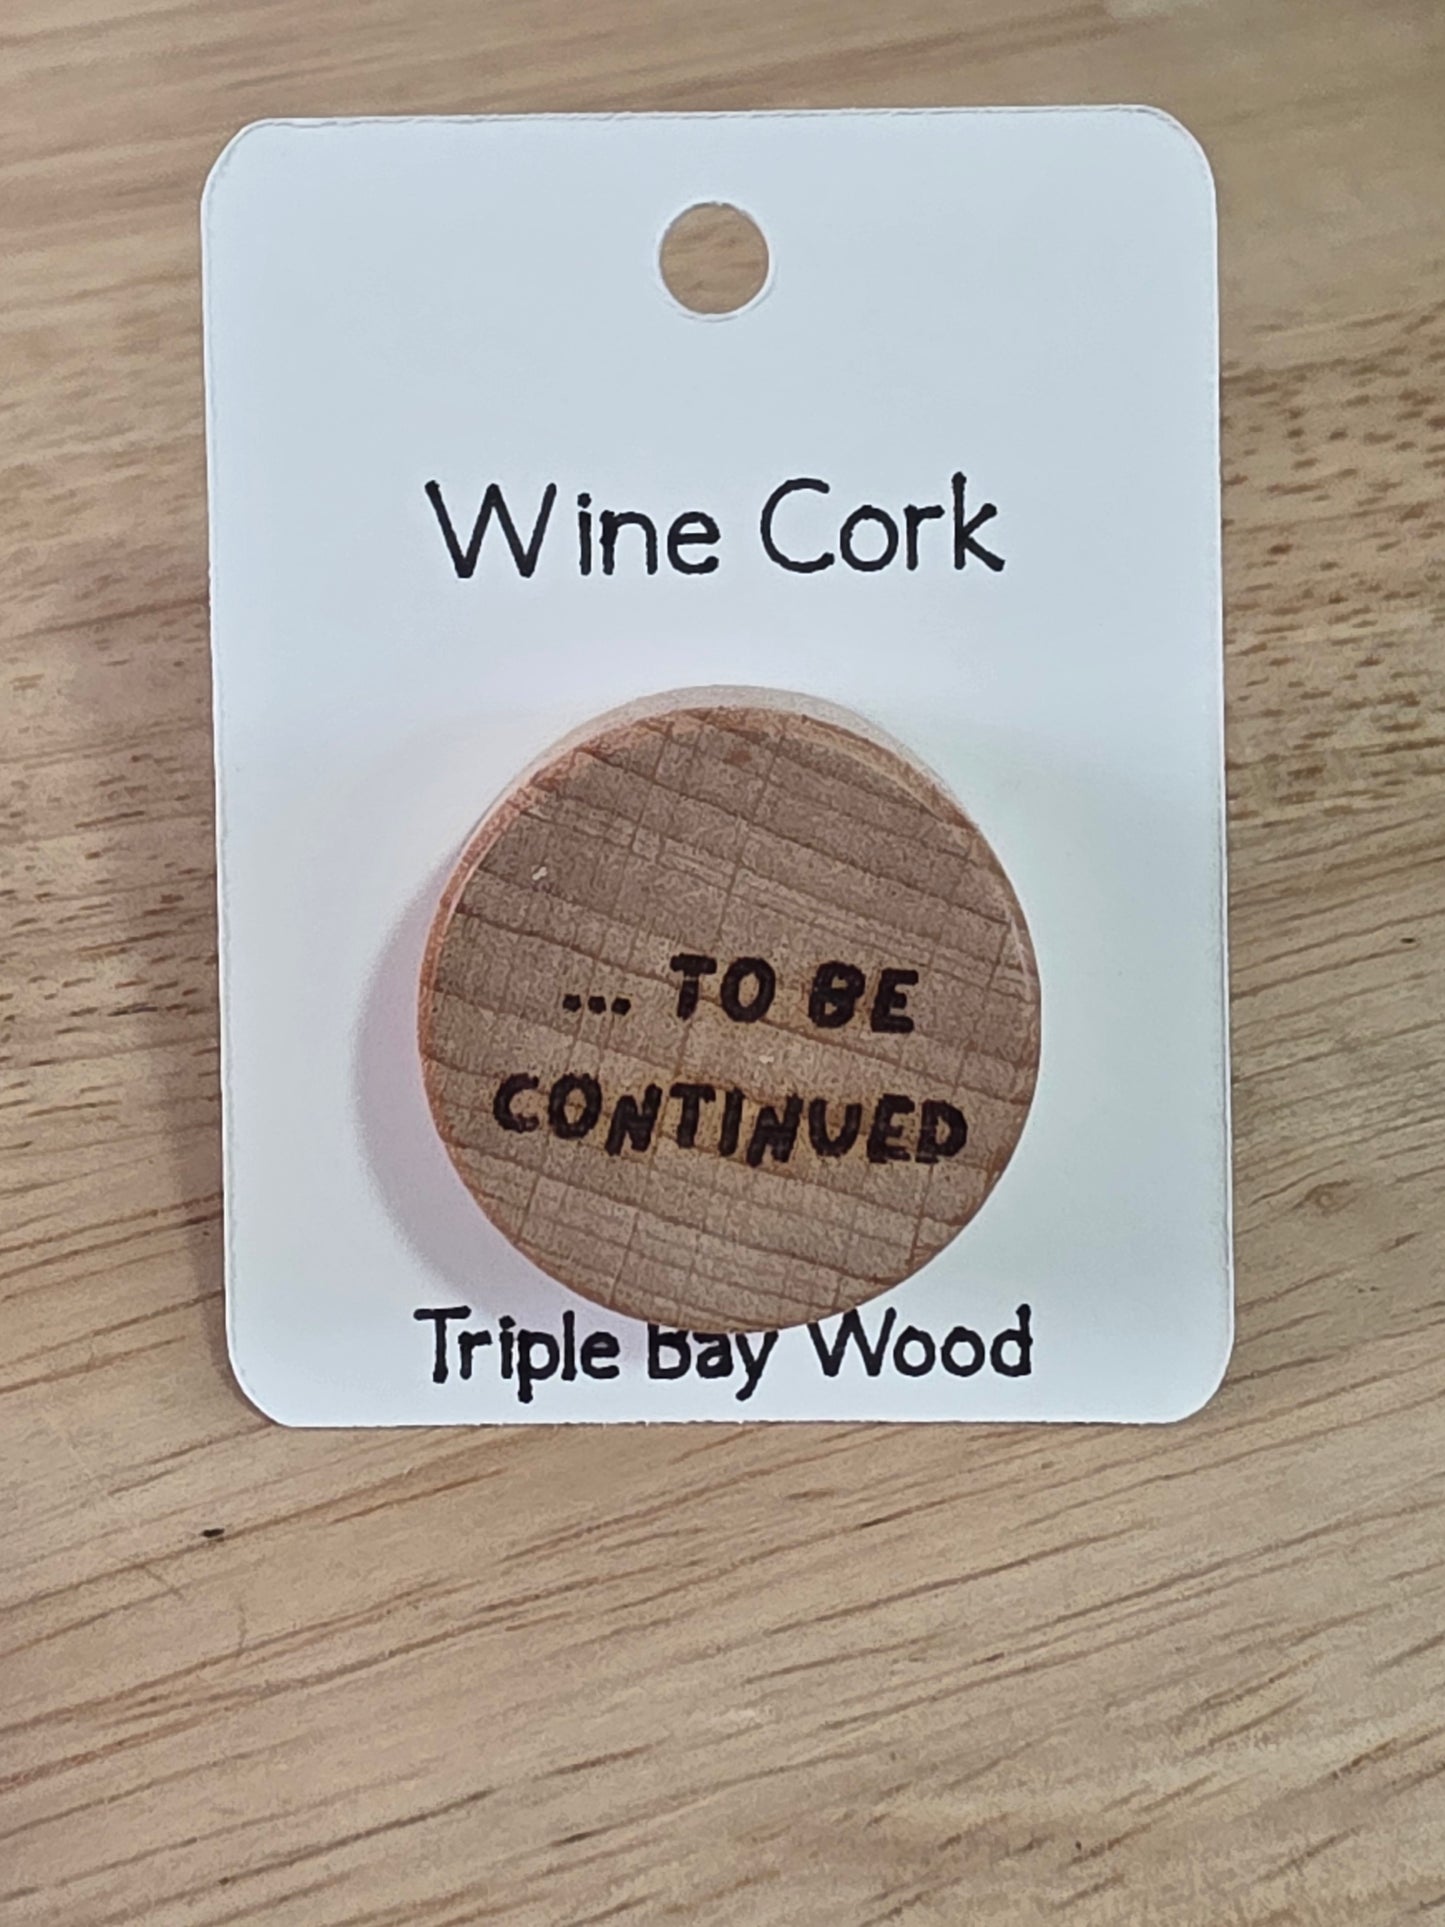 Wine Cork
... TO BE
CONTINUED
Triple Bay Wood